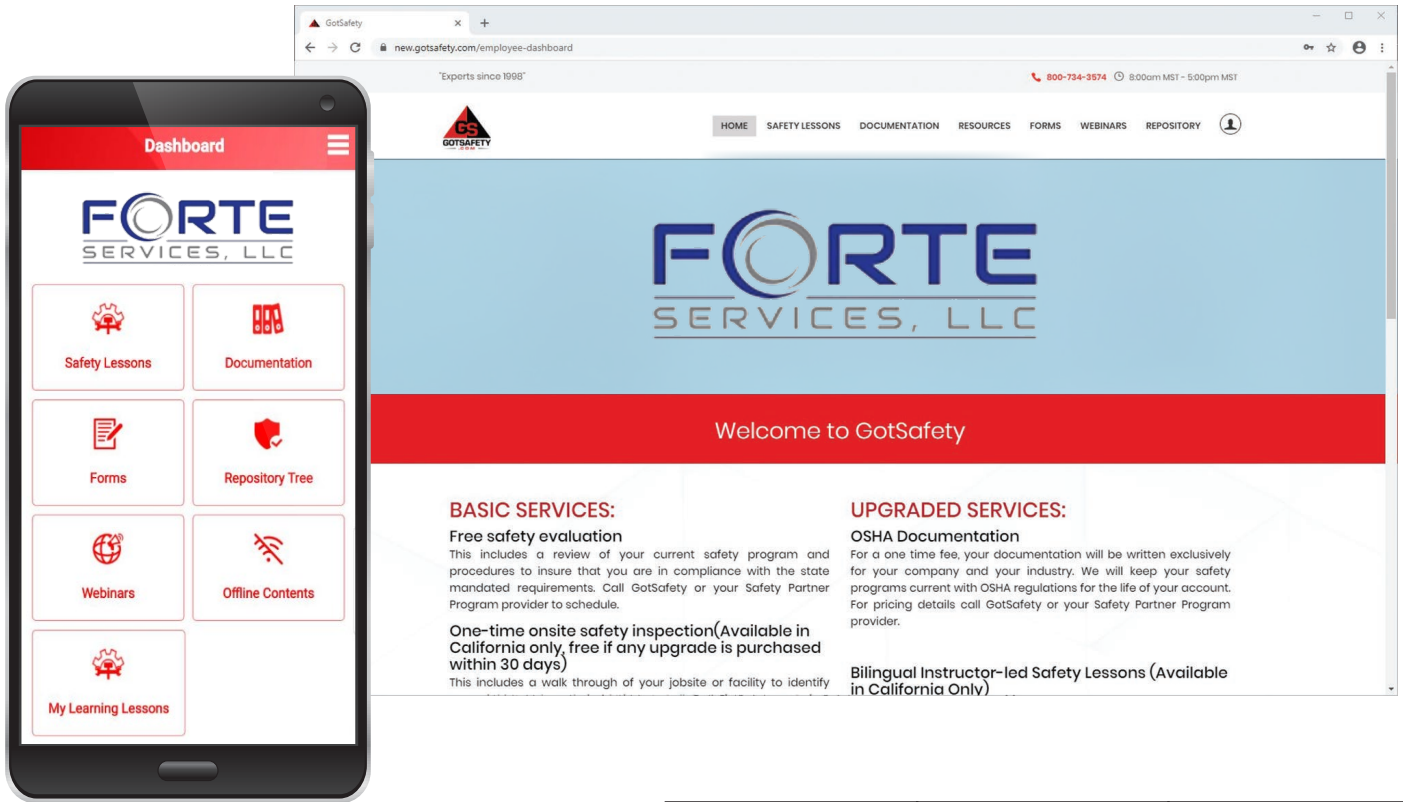 Dashboard
FORTE
SERVICES, LLC
Safety Lessons
Documentation
Forms
Repository Tree
Webinars
Offline Contents
My Learning Lessons
GotSafety
new.gotsafety.com/employee-dashboard
"Experts since 1998"
800-734-3574
8:00am MST - 5:00pm MST
GS
GOTSAFETY
.COM
HOME
SAFETY LESSONS
DOCUMENTATION
RESOURCES
FORMS
WEBINARS
REPOSITORY
FORTE
SERVICES, LLC
Welcome to GotSafety
BASIC SERVICES:
Free safety evaluation
This includes a review of your current safety program and
procedures to insure that you are in compliance with the state
mandated requirements. Call GotSafety or your Safety Partner
Program provider to schedule.
One-time onsite safety inspection(Available in
California only, free if any upgrade is purchased
within 30 days)
This includes a walk through of your jobsite or facility to identify
UPGRADED SERVICES:
OSHA Documentation
For a one time fee, your documentation will be written exclusively
for your company and your industry. We will keep your safety
programs current with OSHA regulations for the life of your account.
For pricing details call GotSafety or your Safety Partner Program
provider.
Bilingual Instructor-led Safety Lessons (Available
in California Only)